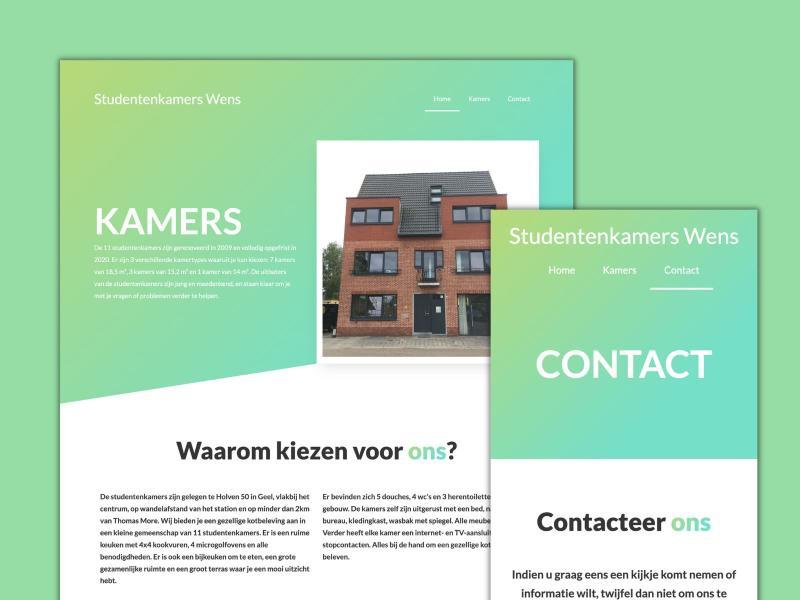 Studentenkamers Wens
Home Kamers Contact
KAMERS
De 11 studentenkamers zijn gerenoveerd in 2009 en volledig opgefrist in
2020. Er zijn 3 verschillende kamertypes waaruit je kan kiezen: 7 kamers
van 18,5 m², 3 kamers van 15,2 m² en 1 kamer van 14 m². De uitbaters
van de studentenkamers zijn jong en meedenkend, en staan klaar om je
met je vragen of problemen verder te helpen.
Waarom kiezen voor ons?
De studentenkamers zijn gelegen te Holven 50 in Geel, vlakbij het
centrum, op wandelafstand van het station en op minder dan 2km
van Thomas More. Wij bieden je een gezellige kotbeleving aan in
een kleine gemeenschap van 11 studentenkamers. Er is een ruime
keuken met 4x4 kookvuren, 4 microgolfovens en alle
benodigdheden. Er is ook een bijkeuken om te eten, een grote
gezamenlijke ruimte en een groot terras waar je een mooi uitzicht
hebt.
Er bevinden zich 5 douches, 4 wc's en 3 herentoilette
gebouw. De kamers zelf zijn uitgerust met een bed, n
bureau, kledingkast, wasbak met spiegel. Alle meube
Verder heeft elke kamer een internet- en TV-aansluit
stopcontacten. Alles bij de hand om een gezellige kot
beleven.
Studentenkamers Wens
Home Kamers Contact
CONTACT
Contacteer ons
Indien u graag eens een kijkje komt nemen of
informatie wilt, twijfel dan niet om ons te